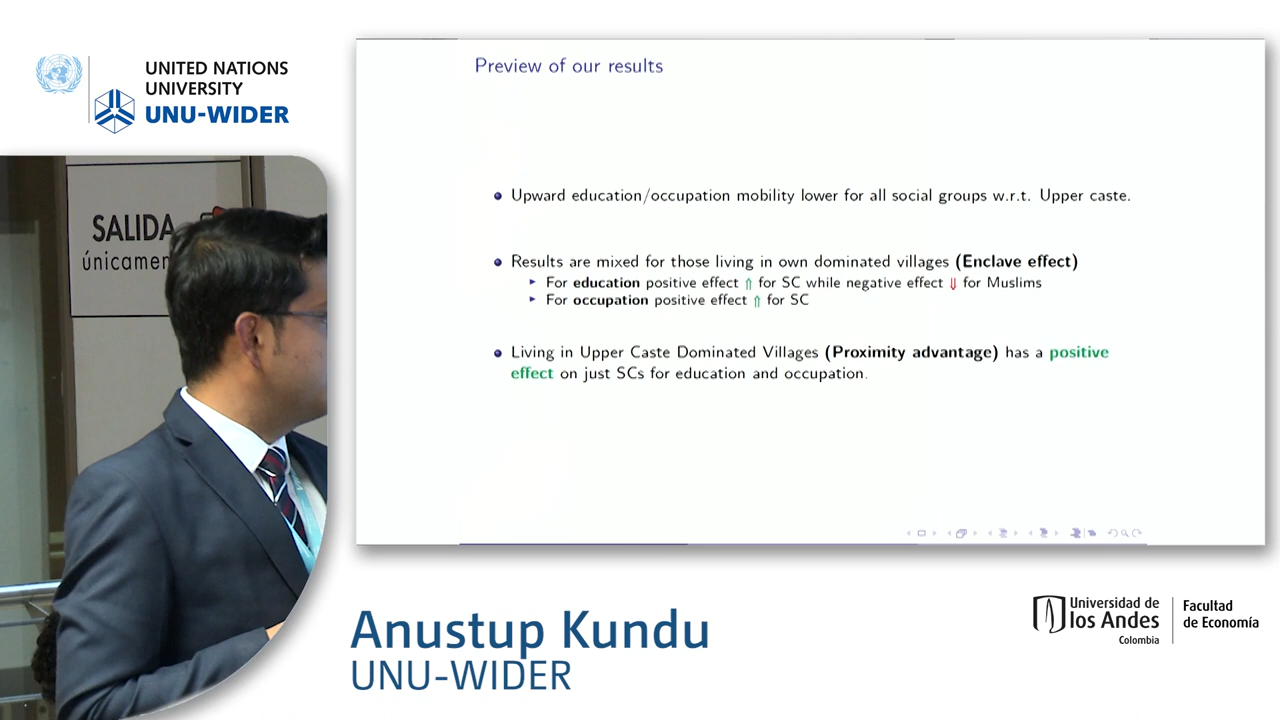 UNITED NATIONS
UNIVERSITY
UNU-WIDER
SALIDA
Preview of our results
Upward education/occupation mobility lower for all social groups w.r.t. Upper caste.
Results are mixed for those living in own dominated villages (Enclave effect)
For education positive effect ⇑ for SC while negative effect ⇓ for Muslims
For occupation positive effect ⇑ for SC
Living in Upper Caste Dominated Villages (Proximity advantage) has a positive
effect on just SCs for education and occupation.
Anustup Kundu
UNU-WIDER
Universidad de
los Andes
Colombia
Facultad
de Economía